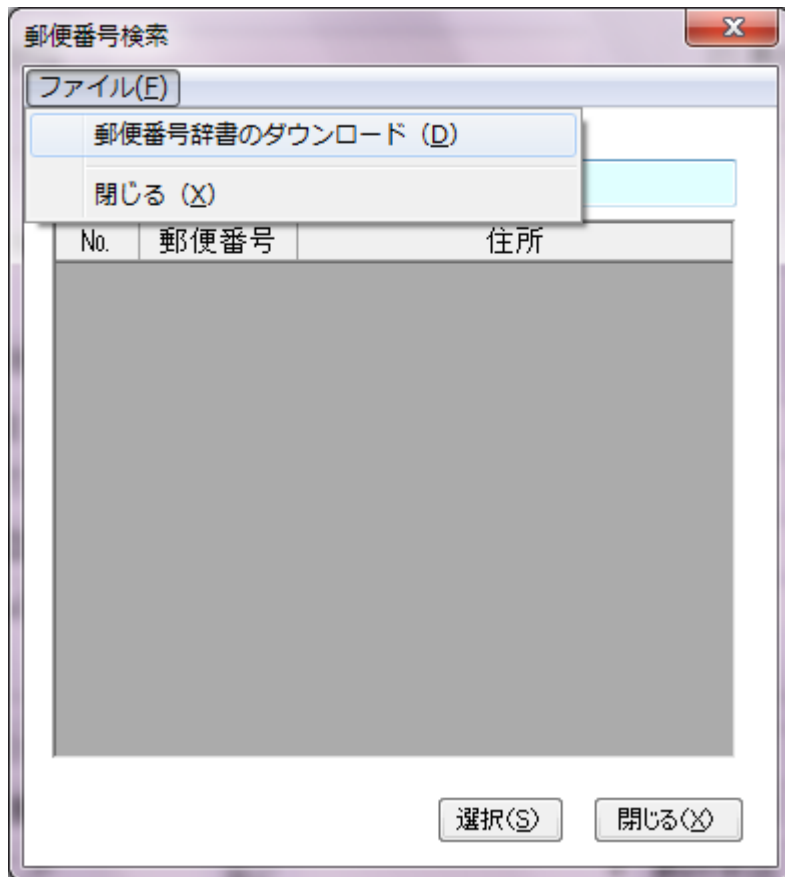 郵便番号検索
ファイル(F)
郵便番号辞書のダウンロード（D）
閉じる（X）
No. 郵便番号 住所
選択(S) 閉じる(X)